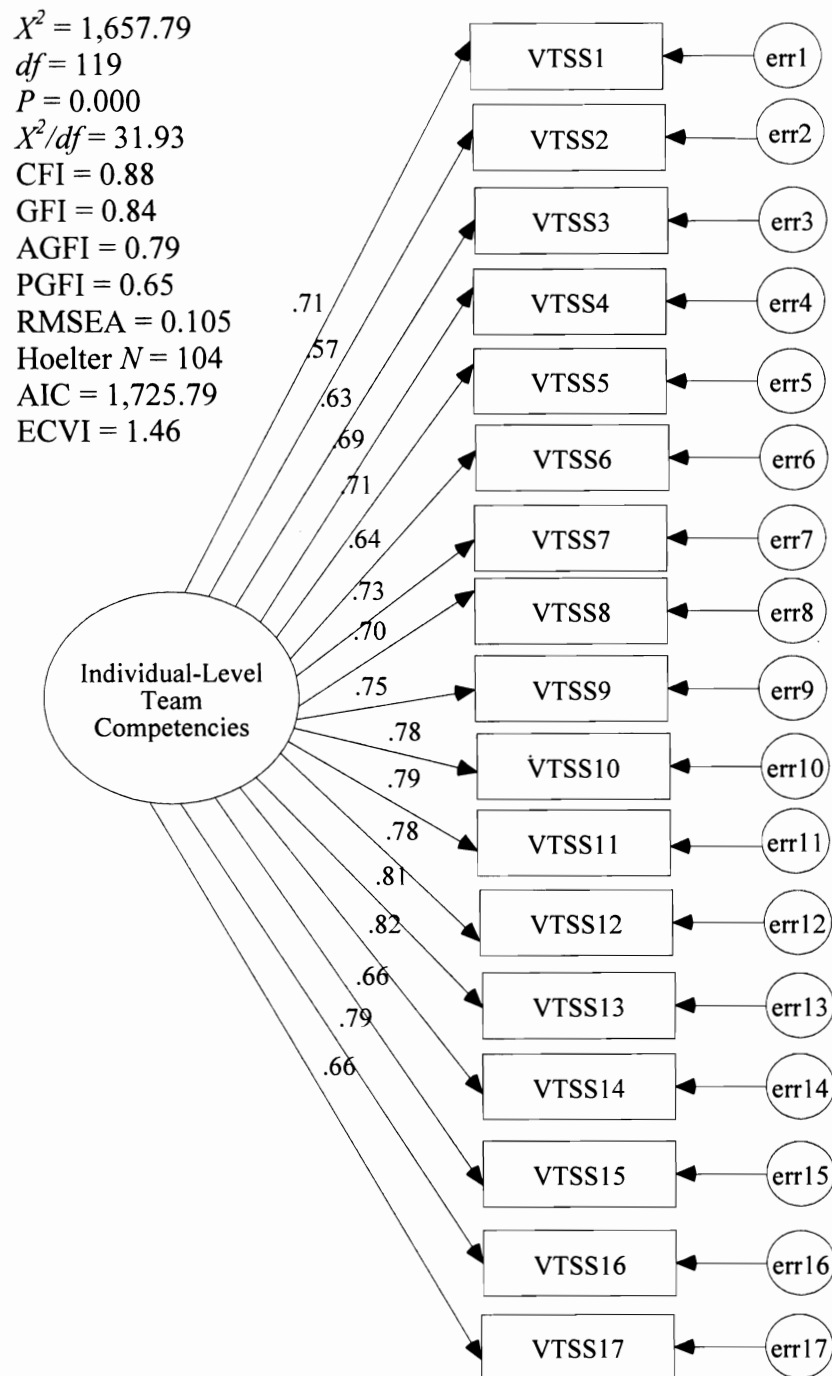 X² = 1,657.79
df = 119
P = 0.000
X²/df = 31.93
CFI = 0.88
GFI = 0.84
AGFI = 0.79
PGFI = 0.65
RMSEA = 0.105
Hoelter N = 104
AIC = 1,725.79
ECVI = 1.46
.71
.57
.63
.69
.71
.64
.73
.70
.75
.78
.79
.78
.81
.82
.66
.79
.66
Individual-Level
Team
Competencies
VTSS1 err1
VTSS2 err2
VTSS3 err3
VTSS4 err4
VTSS5 err5
VTSS6 err6
VTSS7 err7
VTSS8 err8
VTSS9 err9
VTSS10 err10
VTSS11 err11
VTSS12 err12
VTSS13 err13
VTSS14 err14
VTSS15 err15
VTSS16 err16
VTSS17 err17